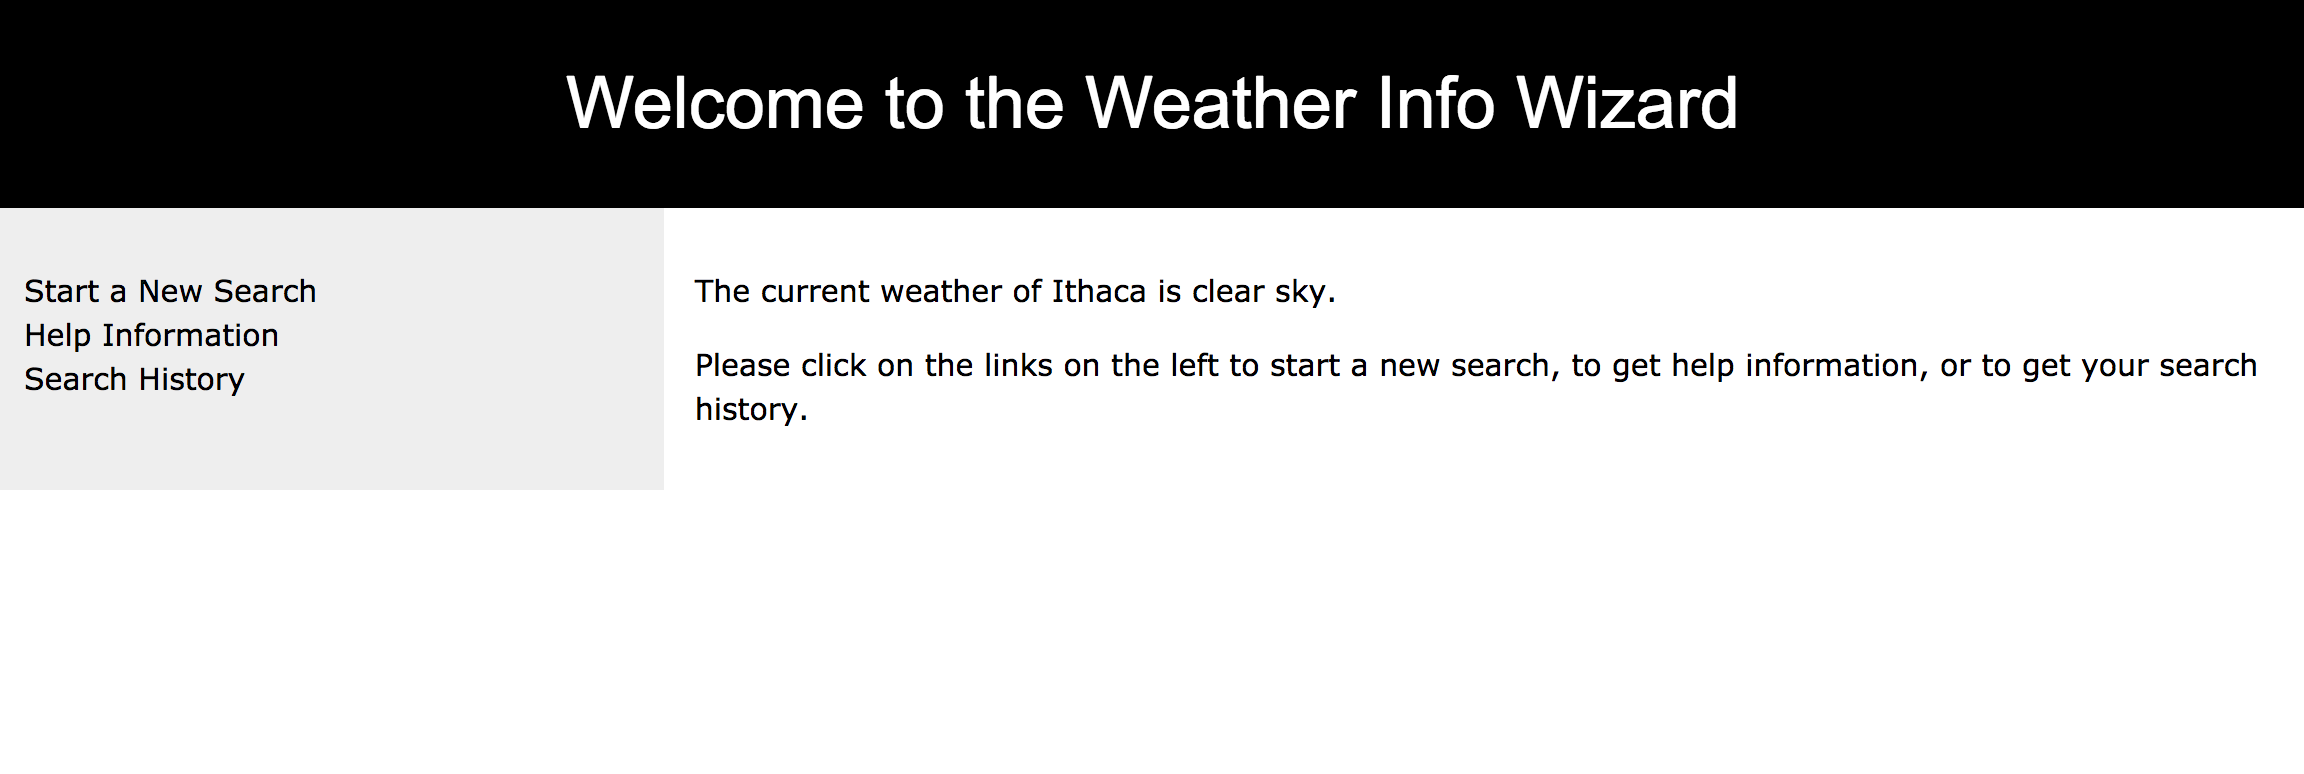 Welcome to the Weather Info Wizard
Start a New Search
Help Information
Search History
The current weather of Ithaca is clear sky.
Please click on the links on the left to start a new search, to get help information, or to get your search
history.